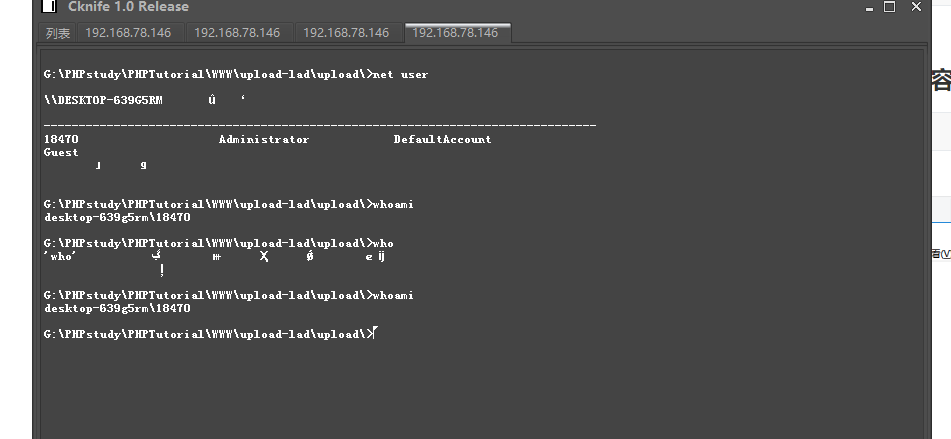 Cknife 1.0 Release
列表 192.168.78.146 192.168.78.146 192.168.78.146 192.168.78.146
G:\PHPstudy\PHPTutorial\WWW\upload-lad\upload\>net user
\\DESKTOP-639G5RM
-------------------------------------------------------------------------------
18470 Administrator DefaultAccount
Guest
G:\PHPstudy\PHPTutorial\WWW\upload-lad\upload\>whoami
desktop-639g5rm\18470
G:\PHPstudy\PHPTutorial\WWW\upload-lad\upload\>who
'who'
G:\PHPstudy\PHPTutorial\WWW\upload-lad\upload\>whoami
desktop-639g5rm\18470
G:\PHPstudy\PHPTutorial\WWW\upload-lad\upload\>
容
看(V